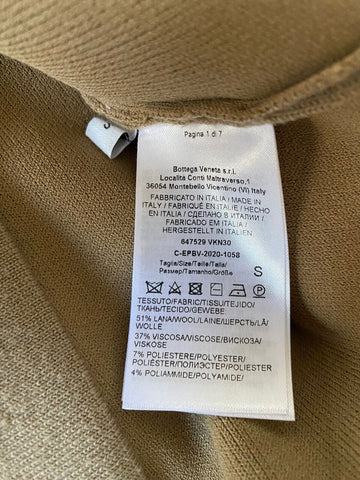 S
Pagina 1 di 7
Bottega Veneta s.r.l.
Località Conti Maltraverso,1
36054 Montebello Vicentino (VI) Italy
FABBRICATO IN ITALIA / MADE IN
ITALY / FABRIQUÉ EN ITALIE / HECHO
EN ITALIA / СДЕЛАНО В ИТАЛИИ /
FABRICADO EM ITÁLIA /
HERGESTELLT IN ITALIEN
647529 VKN30
C-EPBV-2020-1058
Taglia/Size/Taille/Talla/
Размер/Tamanho/Größe
S
TESSUTO/FABRIC/TISSU/TEJIDO/
ТКАНЬ/TECIDO/GEWEBE
51% LANA/WOOL/LAINE/ШЕРСТЬ/LÃ/
WOLLE
37% VISCOSA/VISCOSE/ВИСКОЗА/
VISKOSE
7% POLIESTERE/POLYESTER/
POLIÉSTER/ПОЛИЭСТЕР/POLIESTER
4% POLIAMMIDE/POLYAMIDE/